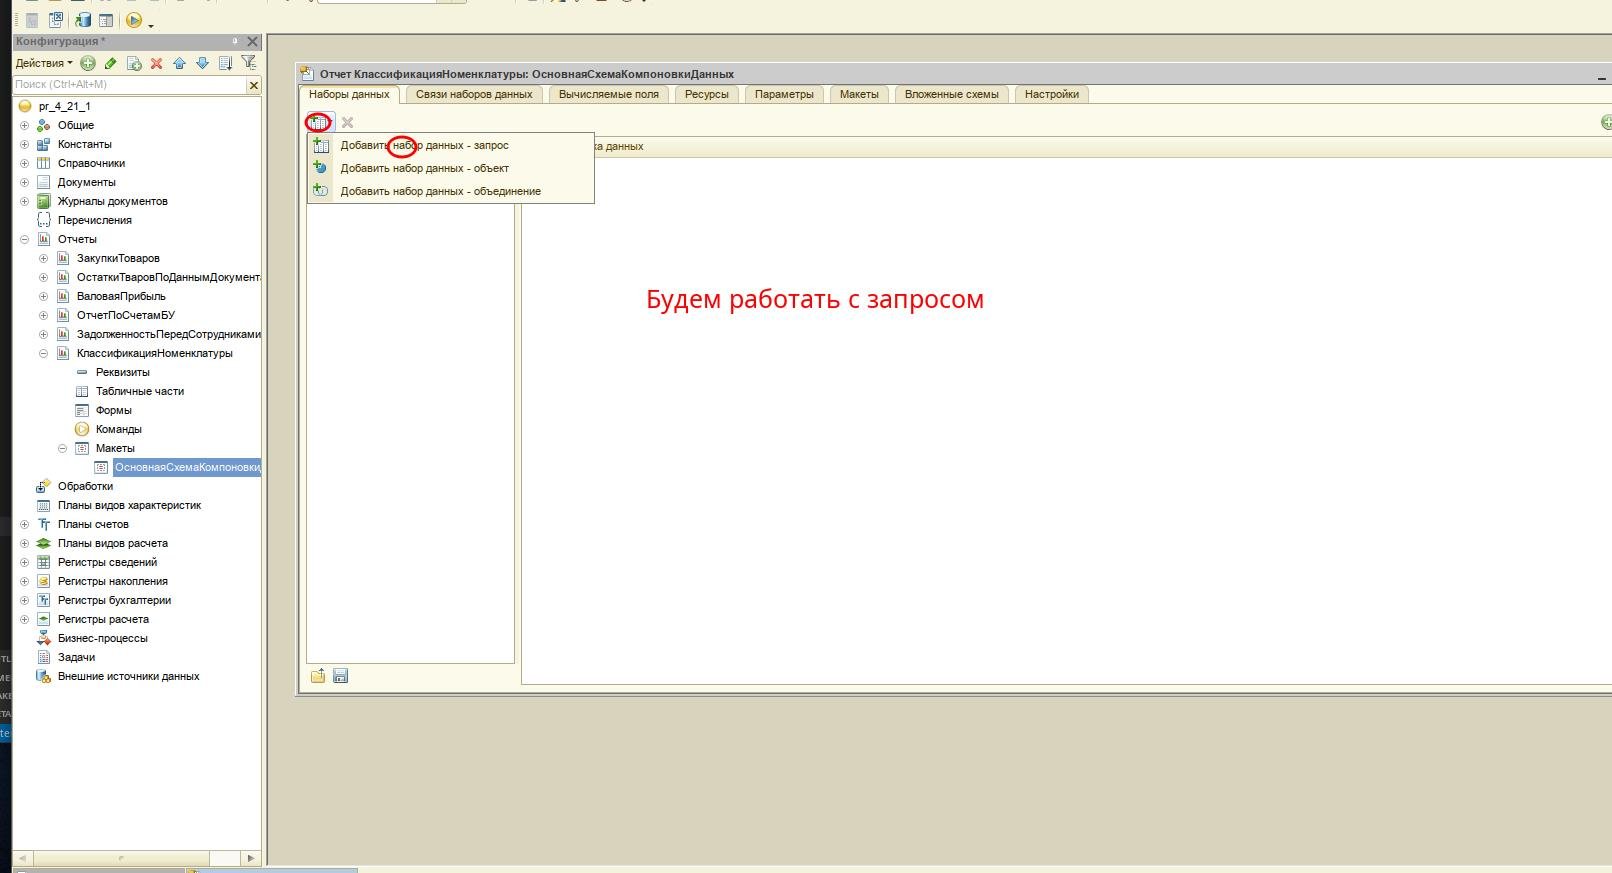 Конфигурация *
Действия
Поиск (Ctrl+Alt+M)
pr_4_21_1
Общие
Константы
Справочники
Документы
Журналы документов
Перечисления
Отчеты
ЗакупкиТоваров
ОстаткиТваровПоДаннымДокумент
ВаловаяПрибыль
ОтчетПоСчетамБУ
ЗадолженностьПередСотрудниками
КлассификацияНоменклатуры
Реквизиты
Табличные части
Формы
Команды
Макеты
ОсновнаяСхемаКомпоновки
Обработки
Планы видов характеристик
Планы счетов
Планы видов расчета
Регистры сведений
Регистры накопления
Регистры бухгалтерии
Регистры расчета
Бизнес-процессы
Задачи
Внешние источники данных
Отчет КлассификацияНоменклатуры: ОсновнаяСхемаКомпоновкиДанных
Наборы данных Связи наборов данных Вычисляемые поля Ресурсы Параметры Макеты Вложенные схемы Настройки
Добавить набор данных - запрос
Добавить набор данных - объект
Добавить набор данных - объединение
ка данных
Будем работать с запросом